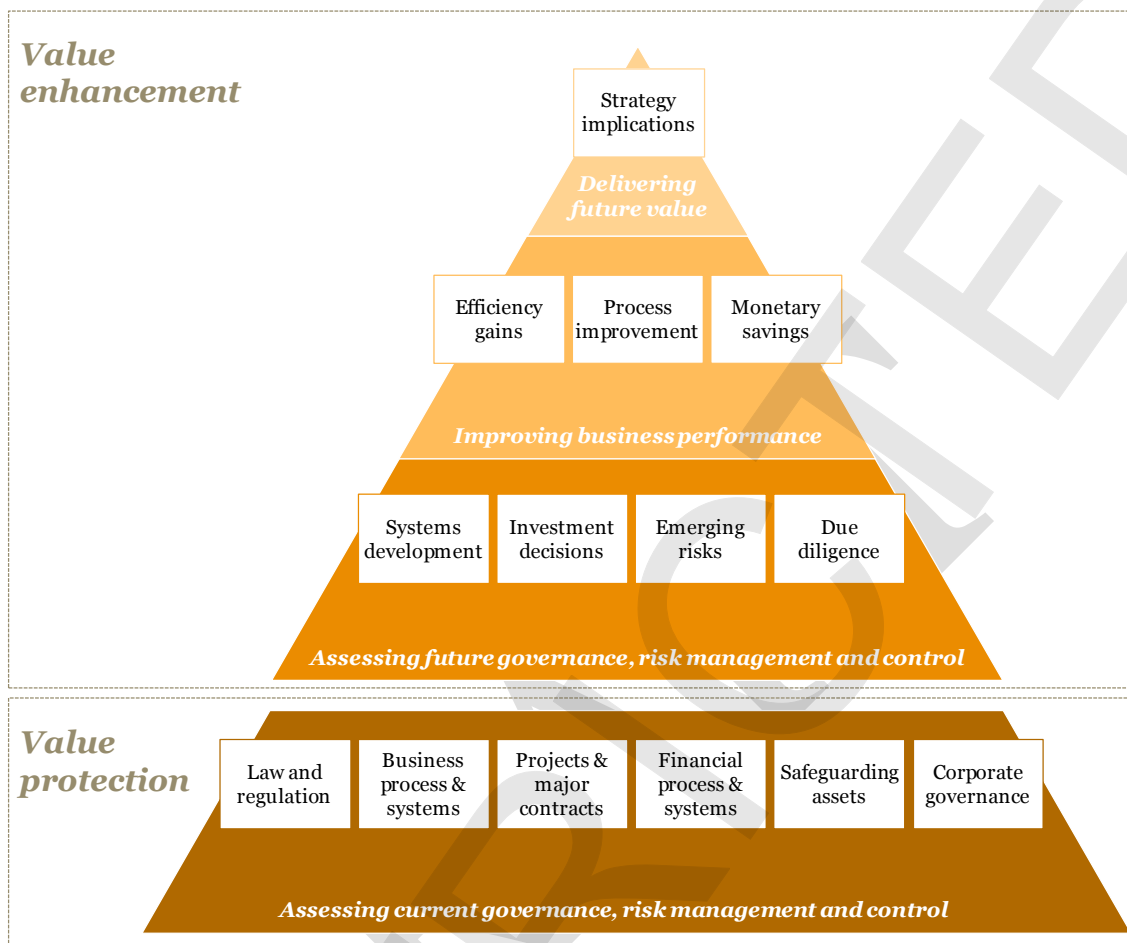 Value
enhancement
Strategy
implications
Delivering
future value
Efficiency
gains
Process
improvement
Monetary
savings
Improving business performance
Systems
development
Investment
decisions
Emerging
risks
Due
diligence
Assessing future governance, risk management and control
Value
protection
Law and
regulation
Business
process &
systems
Projects &
major
contracts
Financial
process &
systems
Safeguarding
assets
Corporate
governance
Assessing current governance, risk management and control